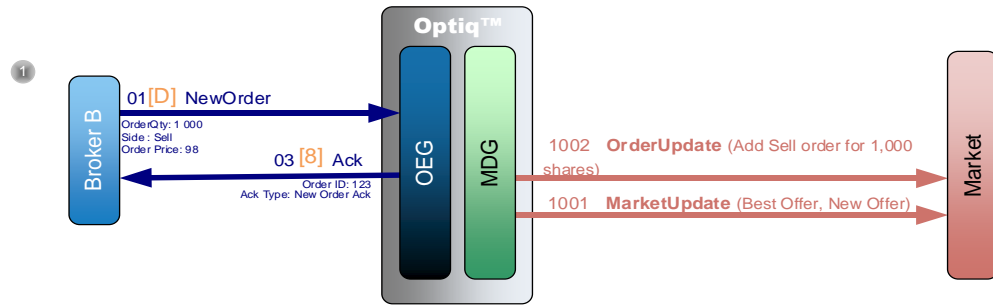 Optiq™
1
Broker B
01 [D] NewOrder
OrderQty: 1 000
Side : Sell
Order Price: 98
03 [8] Ack
Order ID: 123
Ack Type: New Order Ack
OEG
MDG
1002 OrderUpdate (Add Sell order for 1,000
shares)
1001 MarketUpdate (Best Offer, New Offer)
Market